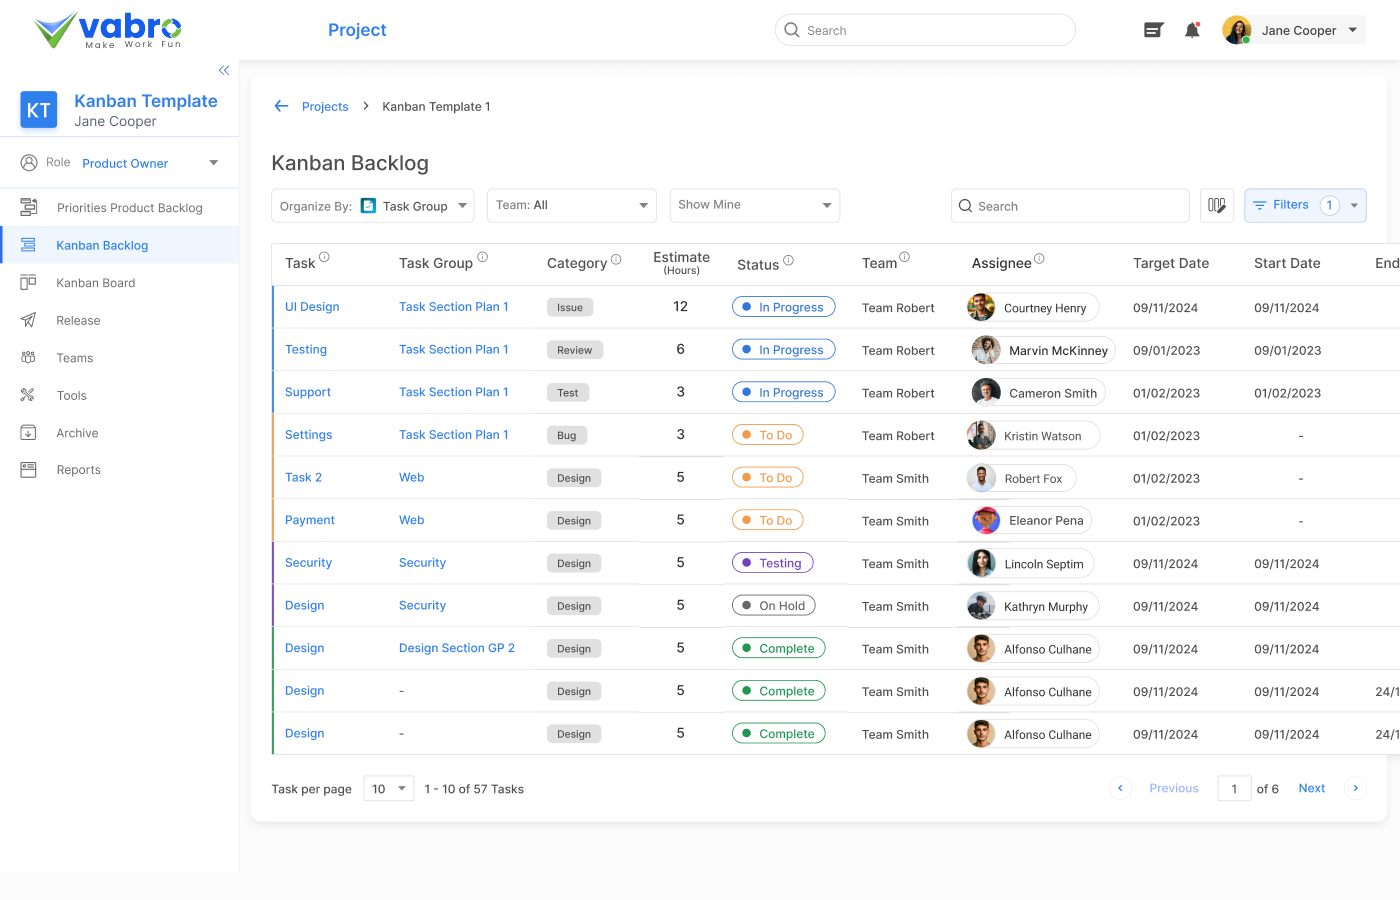 vabro
Make Work Fun
Project
Search
Jane Cooper
KT
Kanban Template
Jane Cooper
Role Product Owner
Priorities Product Backlog
Kanban Backlog
Kanban Board
Release
Teams
Tools
Archive
Reports
Projects > Kanban Template 1
Kanban Backlog
Organize By: Task Group
Team: All
Show Mine
Search
Filters 1
Task Task Group Category Estimate (Hours) Status Team Assignee Target Date Start Date End
UI Design Task Section Plan 1 Issue 12 In Progress Team Robert Courtney Henry 09/11/2024 09/11/2024
Testing Task Section Plan 1 Review 6 In Progress Team Robert Marvin McKinney 09/01/2023 09/01/2023
Support Task Section Plan 1 Test 3 In Progress Team Robert Cameron Smith 01/02/2023 01/02/2023
Settings Task Section Plan 1 Bug 3 To Do Team Robert Kristin Watson 01/02/2023 -
Task 2 Web Design 5 To Do Team Smith Robert Fox 01/02/2023 -
Payment Web Design 5 To Do Team Smith Eleanor Pena 01/02/2023 -
Security Security Design 5 Testing Team Smith Lincoln Septim 09/11/2024 09/11/2024
Design Security Design 5 On Hold Team Smith Kathryn Murphy 09/11/2024 09/11/2024
Design Design Section GP 2 Design 5 Complete Team Smith Alfonso Culhane 09/11/2024 09/11/2024
Design - Design 5 Complete Team Smith Alfonso Culhane 09/11/2024 09/11/2024 24/1
Design - Design 5 Complete Team Smith Alfonso Culhane 09/11/2024 09/11/2024 24/1
Task per page 10 1 - 10 of 57 Tasks
Previous 1 of 6 Next